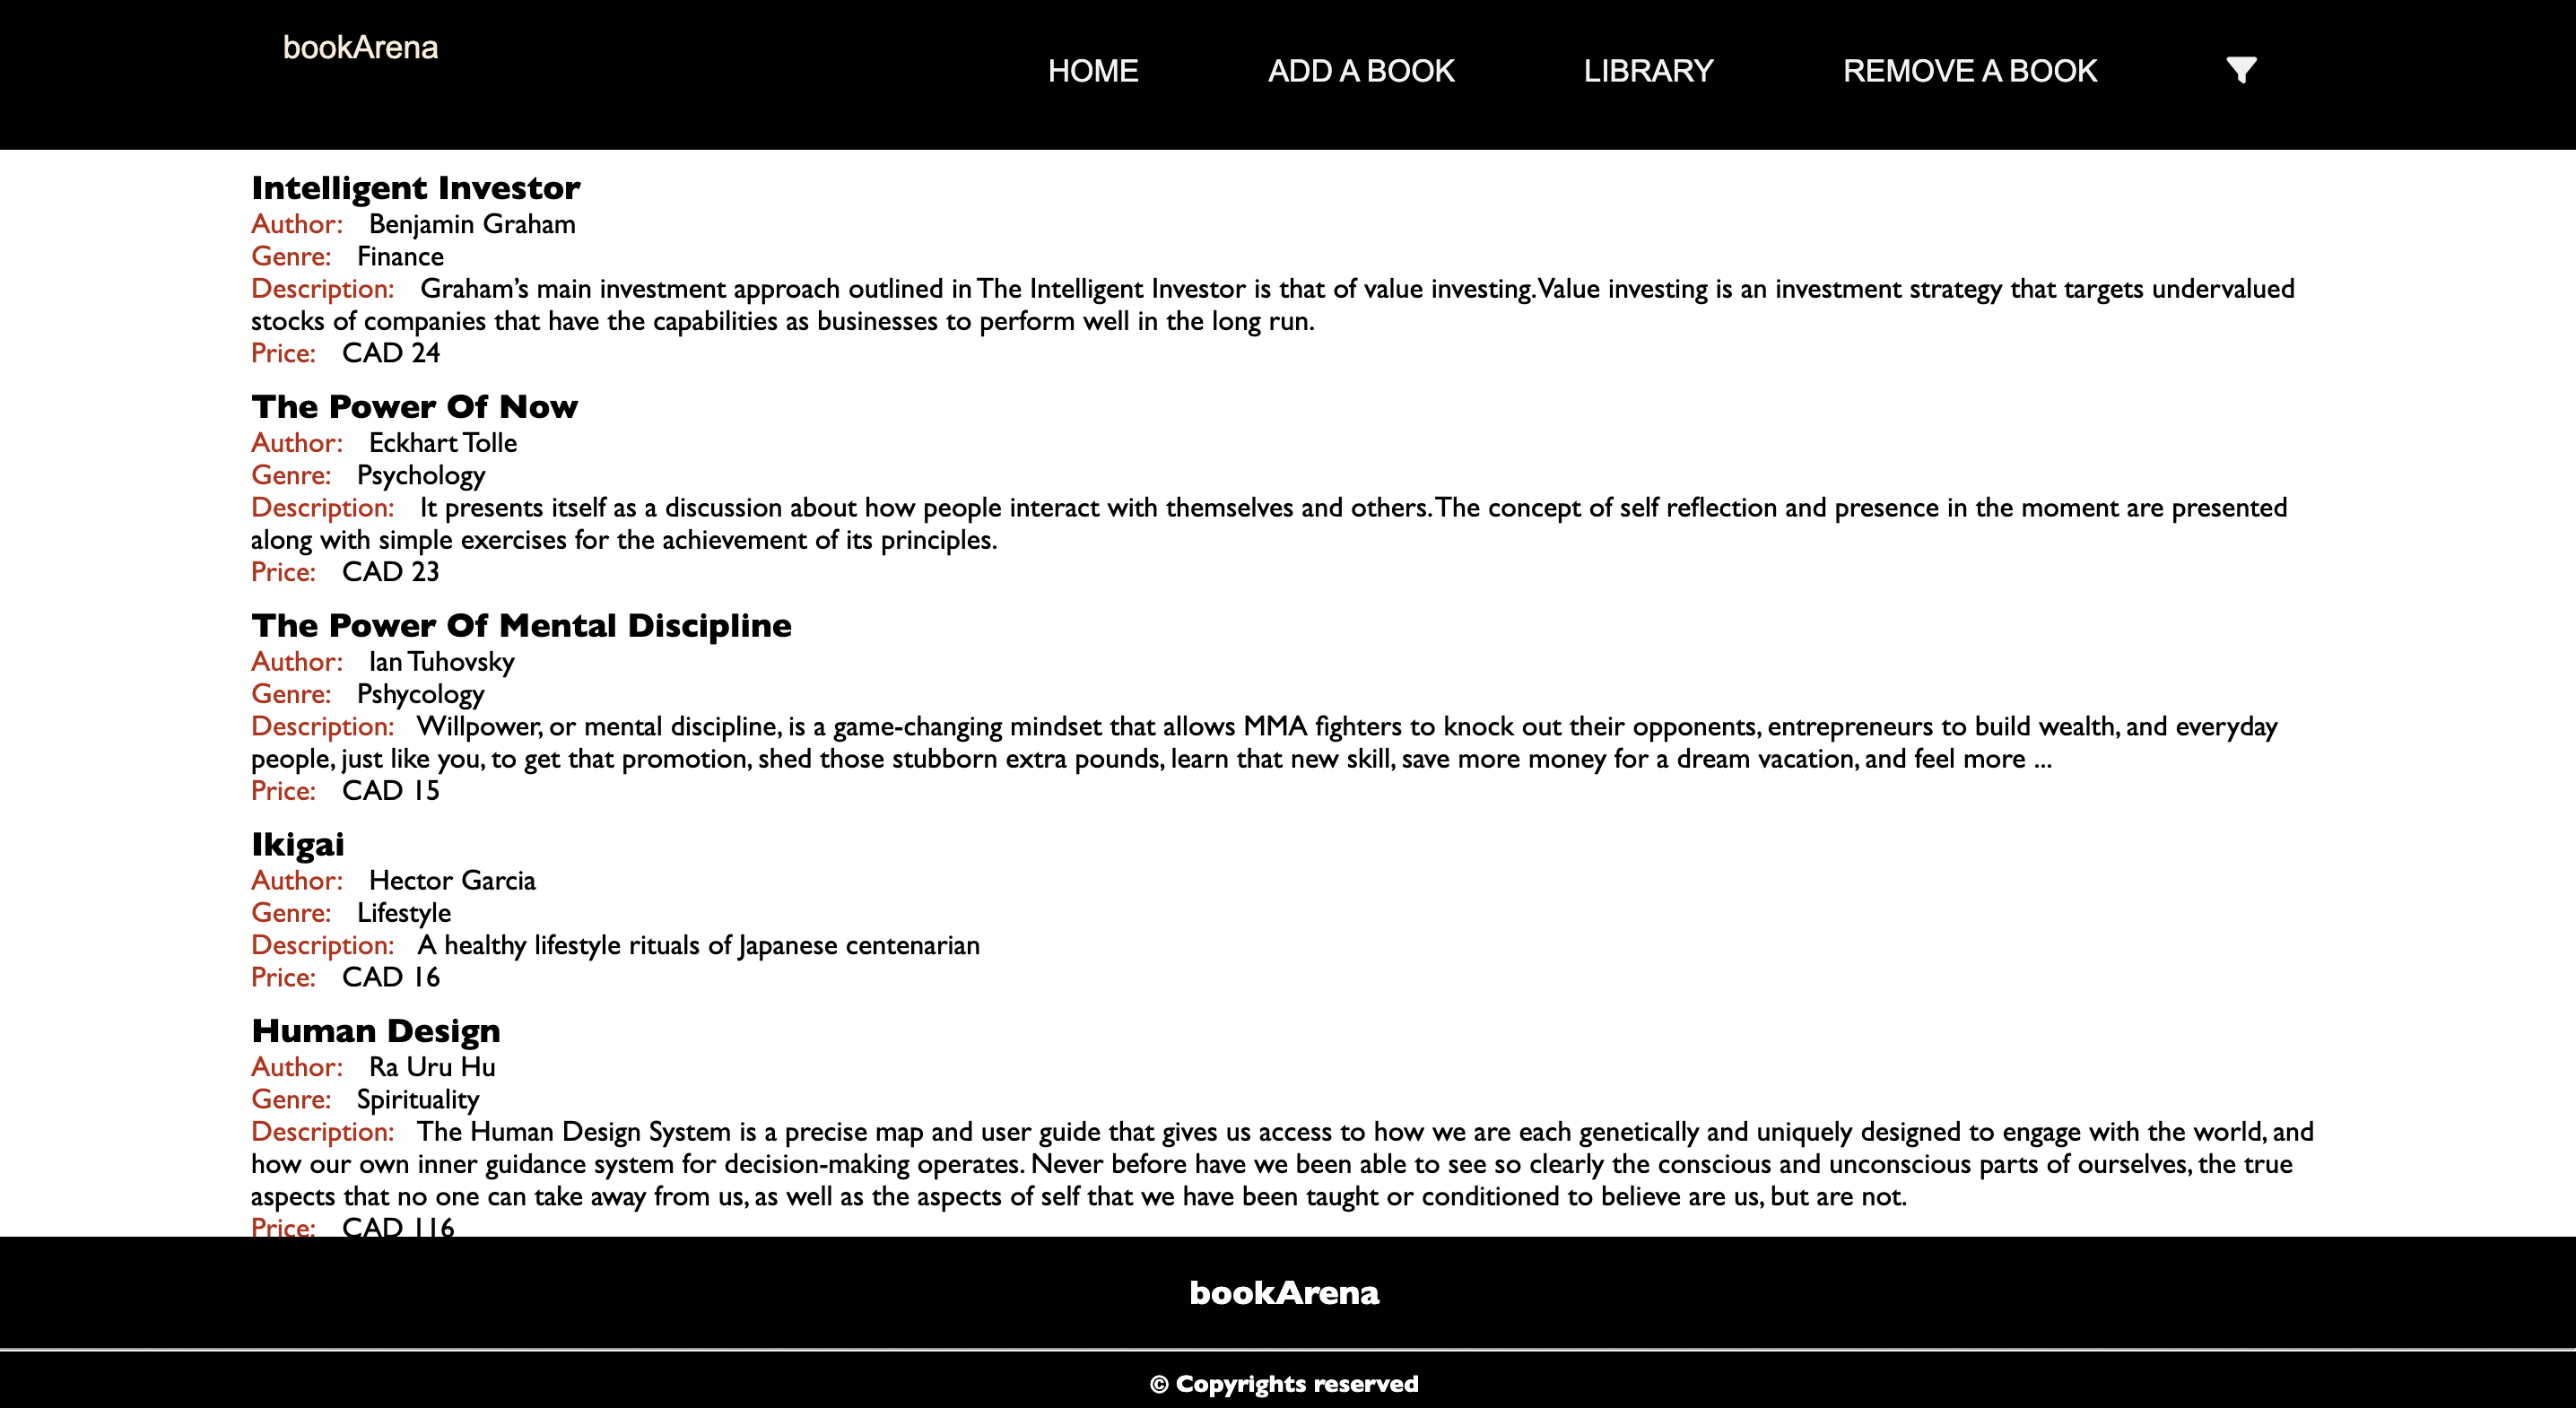 bookArena
HOME ADD A BOOK LIBRARY REMOVE A BOOK
Intelligent Investor
Author: Benjamin Graham
Genre: Finance
Description: Graham’s main investment approach outlined in The Intelligent Investor is that of value investing. Value investing is an investment strategy that targets undervalued
stocks of companies that have the capabilities as businesses to perform well in the long run.
Price: CAD 24
The Power Of Now
Author: Eckhart Tolle
Genre: Psychology
Description: It presents itself as a discussion about how people interact with themselves and others. The concept of self reflection and presence in the moment are presented
along with simple exercises for the achievement of its principles.
Price: CAD 23
The Power Of Mental Discipline
Author: Ian Tuhovsky
Genre: Pshycology
Description: Willpower, or mental discipline, is a game-changing mindset that allows MMA fighters to knock out their opponents, entrepreneurs to build wealth, and everyday
people, just like you, to get that promotion, shed those stubborn extra pounds, learn that new skill, save more money for a dream vacation, and feel more ...
Price: CAD 15
Ikigai
Author: Hector Garcia
Genre: Lifestyle
Description: A healthy lifestyle rituals of Japanese centenarian
Price: CAD 16
Human Design
Author: Ra Uru Hu
Genre: Spirituality
Description: The Human Design System is a precise map and user guide that gives us access to how we are each genetically and uniquely designed to engage with the world, and
how our own inner guidance system for decision-making operates. Never before have we been able to see so clearly the conscious and unconscious parts of ourselves, the true
aspects that no one can take away from us, as well as the aspects of self that we have been taught or conditioned to believe are us, but are not.
Price: CAD 116
bookArena
© Copyrights reserved